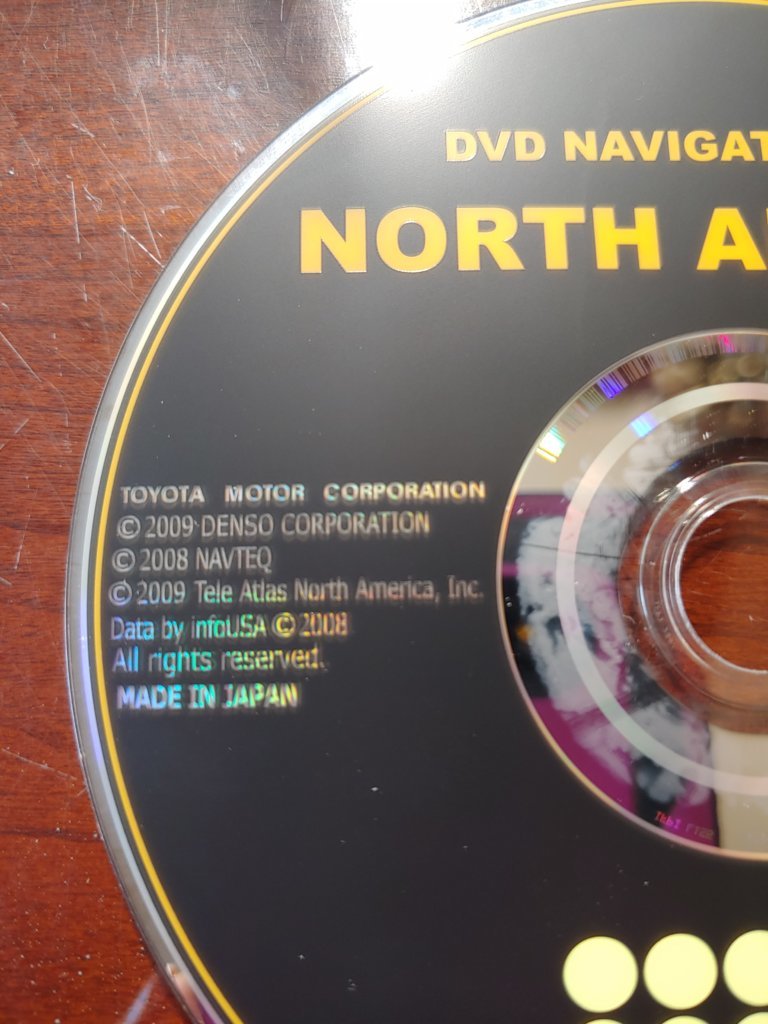 DVD NAVIGAT
NORTH A
TOYOTA MOTOR CORPORATION
© 2009 DENSO CORPORATION
© 2008 NAVTEQ
© 2009 Tele Atlas North America, Inc.
Data by infoUSA © 2008
All rights reserved.
MADE IN JAPAN